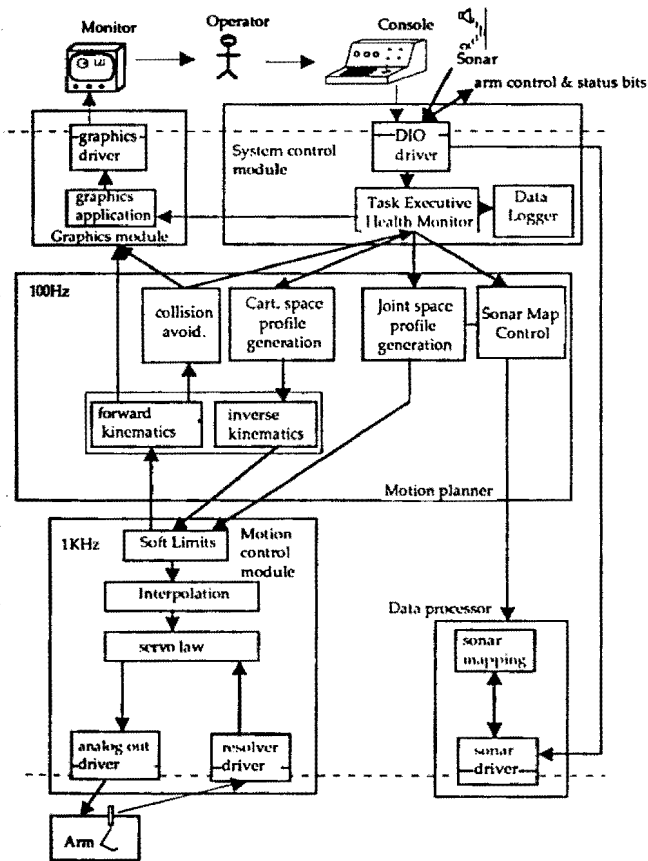 Monitor
Operator
Console
Sonar
arm control & status bits
graphics
driver
graphics
application
Graphics module
System control
module
DIO
driver
Task Executive
Health Monitor
Data
Logger
100Hz
collision
avoid.
Cart. space
profile
generation
Joint space
profile
generation
Sonar Map
Control
forward
kinematics
inverse
kinematics
Motion planner
1KHz
Soft Limits
Motion
control
module
Interpolation
servo law
analog out
driver
resolver
driver
Data processor
sonar
mapping
sonar
driver
Arm